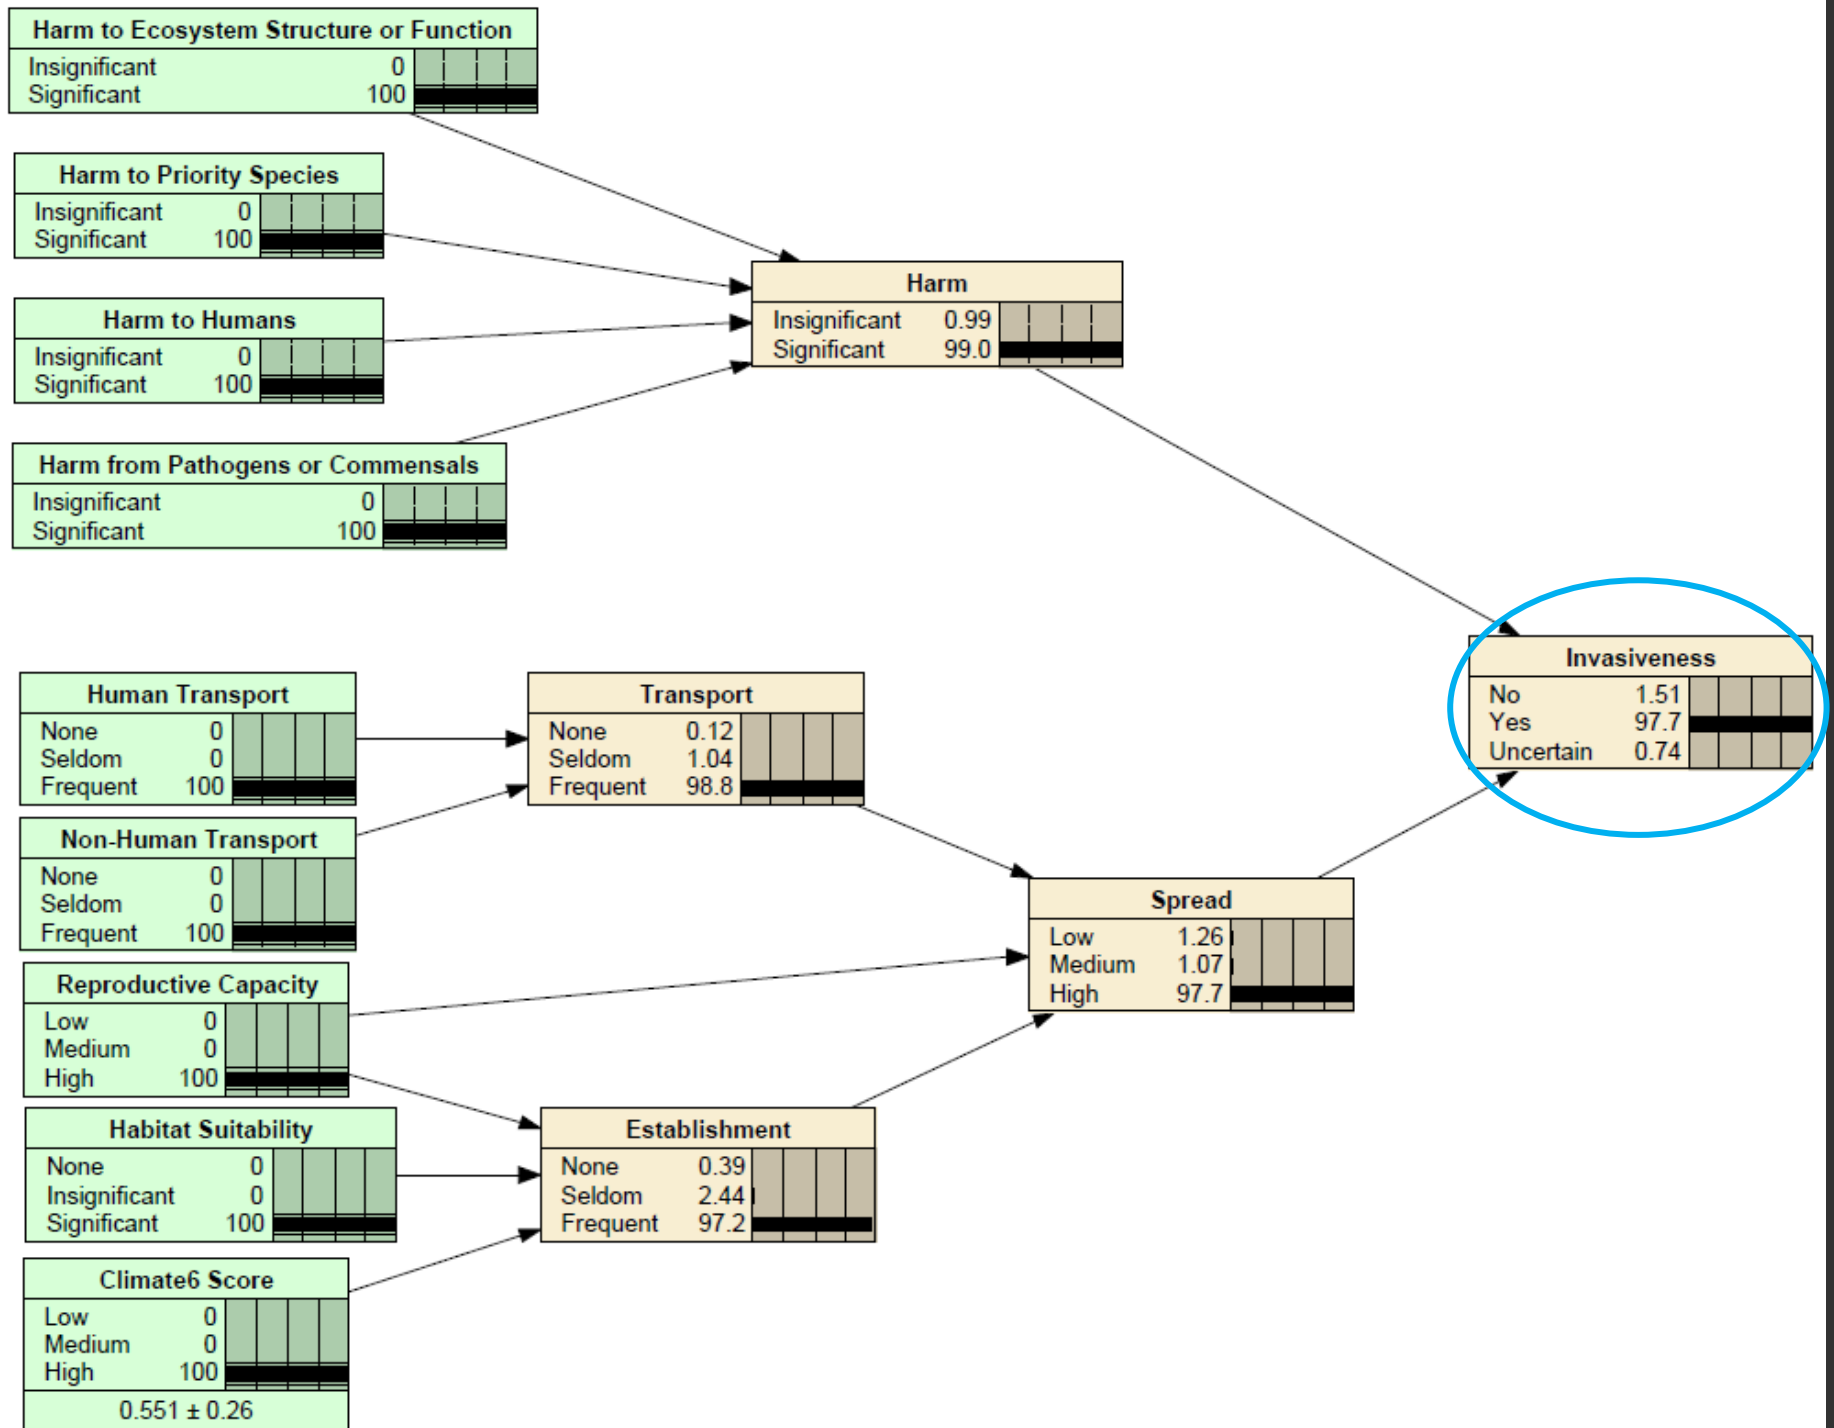 Harm to Ecosystem Structure or Function
Insignificant 0
Significant 100
Harm to Priority Species
Insignificant 0
Significant 100
Harm to Humans
Insignificant 0
Significant 100
Harm from Pathogens or Commensals
Insignificant 0
Significant 100
Harm
Insignificant 0.99
Significant 99.0
Human Transport
None 0
Seldom 0
Frequent 100
Non-Human Transport
None 0
Seldom 0
Frequent 100
Transport
None 0.12
Seldom 1.04
Frequent 98.8
Reproductive Capacity
Low 0
Medium 0
High 100
Habitat Suitability
None 0
Insignificant 0
Significant 100
Climate6 Score
Low 0
Medium 0
High 100
0.551 ± 0.26
Establishment
None 0.39
Seldom 2.44
Frequent 97.2
Spread
Low 1.26
Medium 1.07
High 97.7
Invasiveness
No 1.51
Yes 97.7
Uncertain 0.74